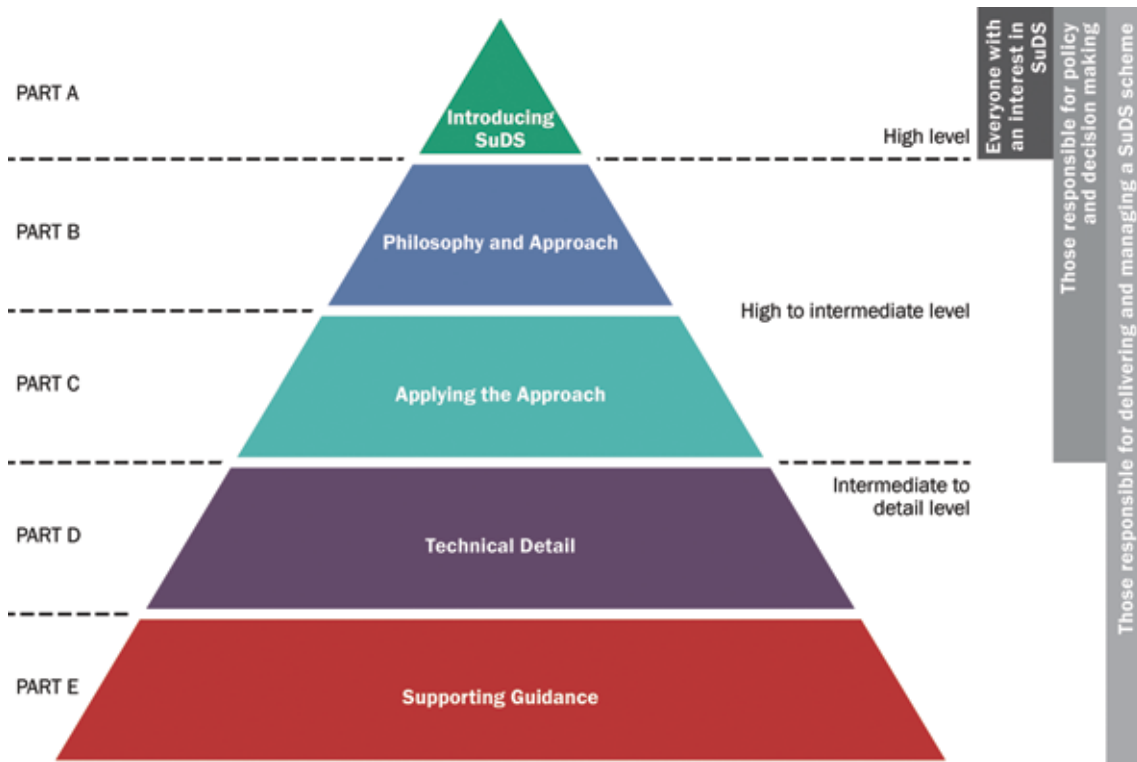 PART A
Introducing
SuDS
High level
PART B
Philosophy and Approach
High to intermediate level
PART C
Applying the Approach
Intermediate to
detail level
PART D
Technical Detail
PART E
Supporting Guidance
Everyone with
an interest in
SuDS
Those responsible for policy
and decision making
Those responsible for delivering and managing a SuDS scheme